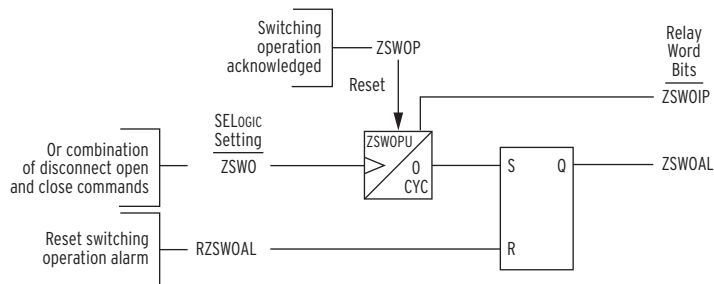 Switching
operation
acknowledged
ZSWOP
Reset
Relay
Word
Bits
ZSWOIP
SELOGIC
Setting
ZSWO
Or combination
of disconnect open
and close commands
ZSWOPU
0
CYC
S Q
ZSWOAL
Reset switching
operation alarm
RZSWOAL
R